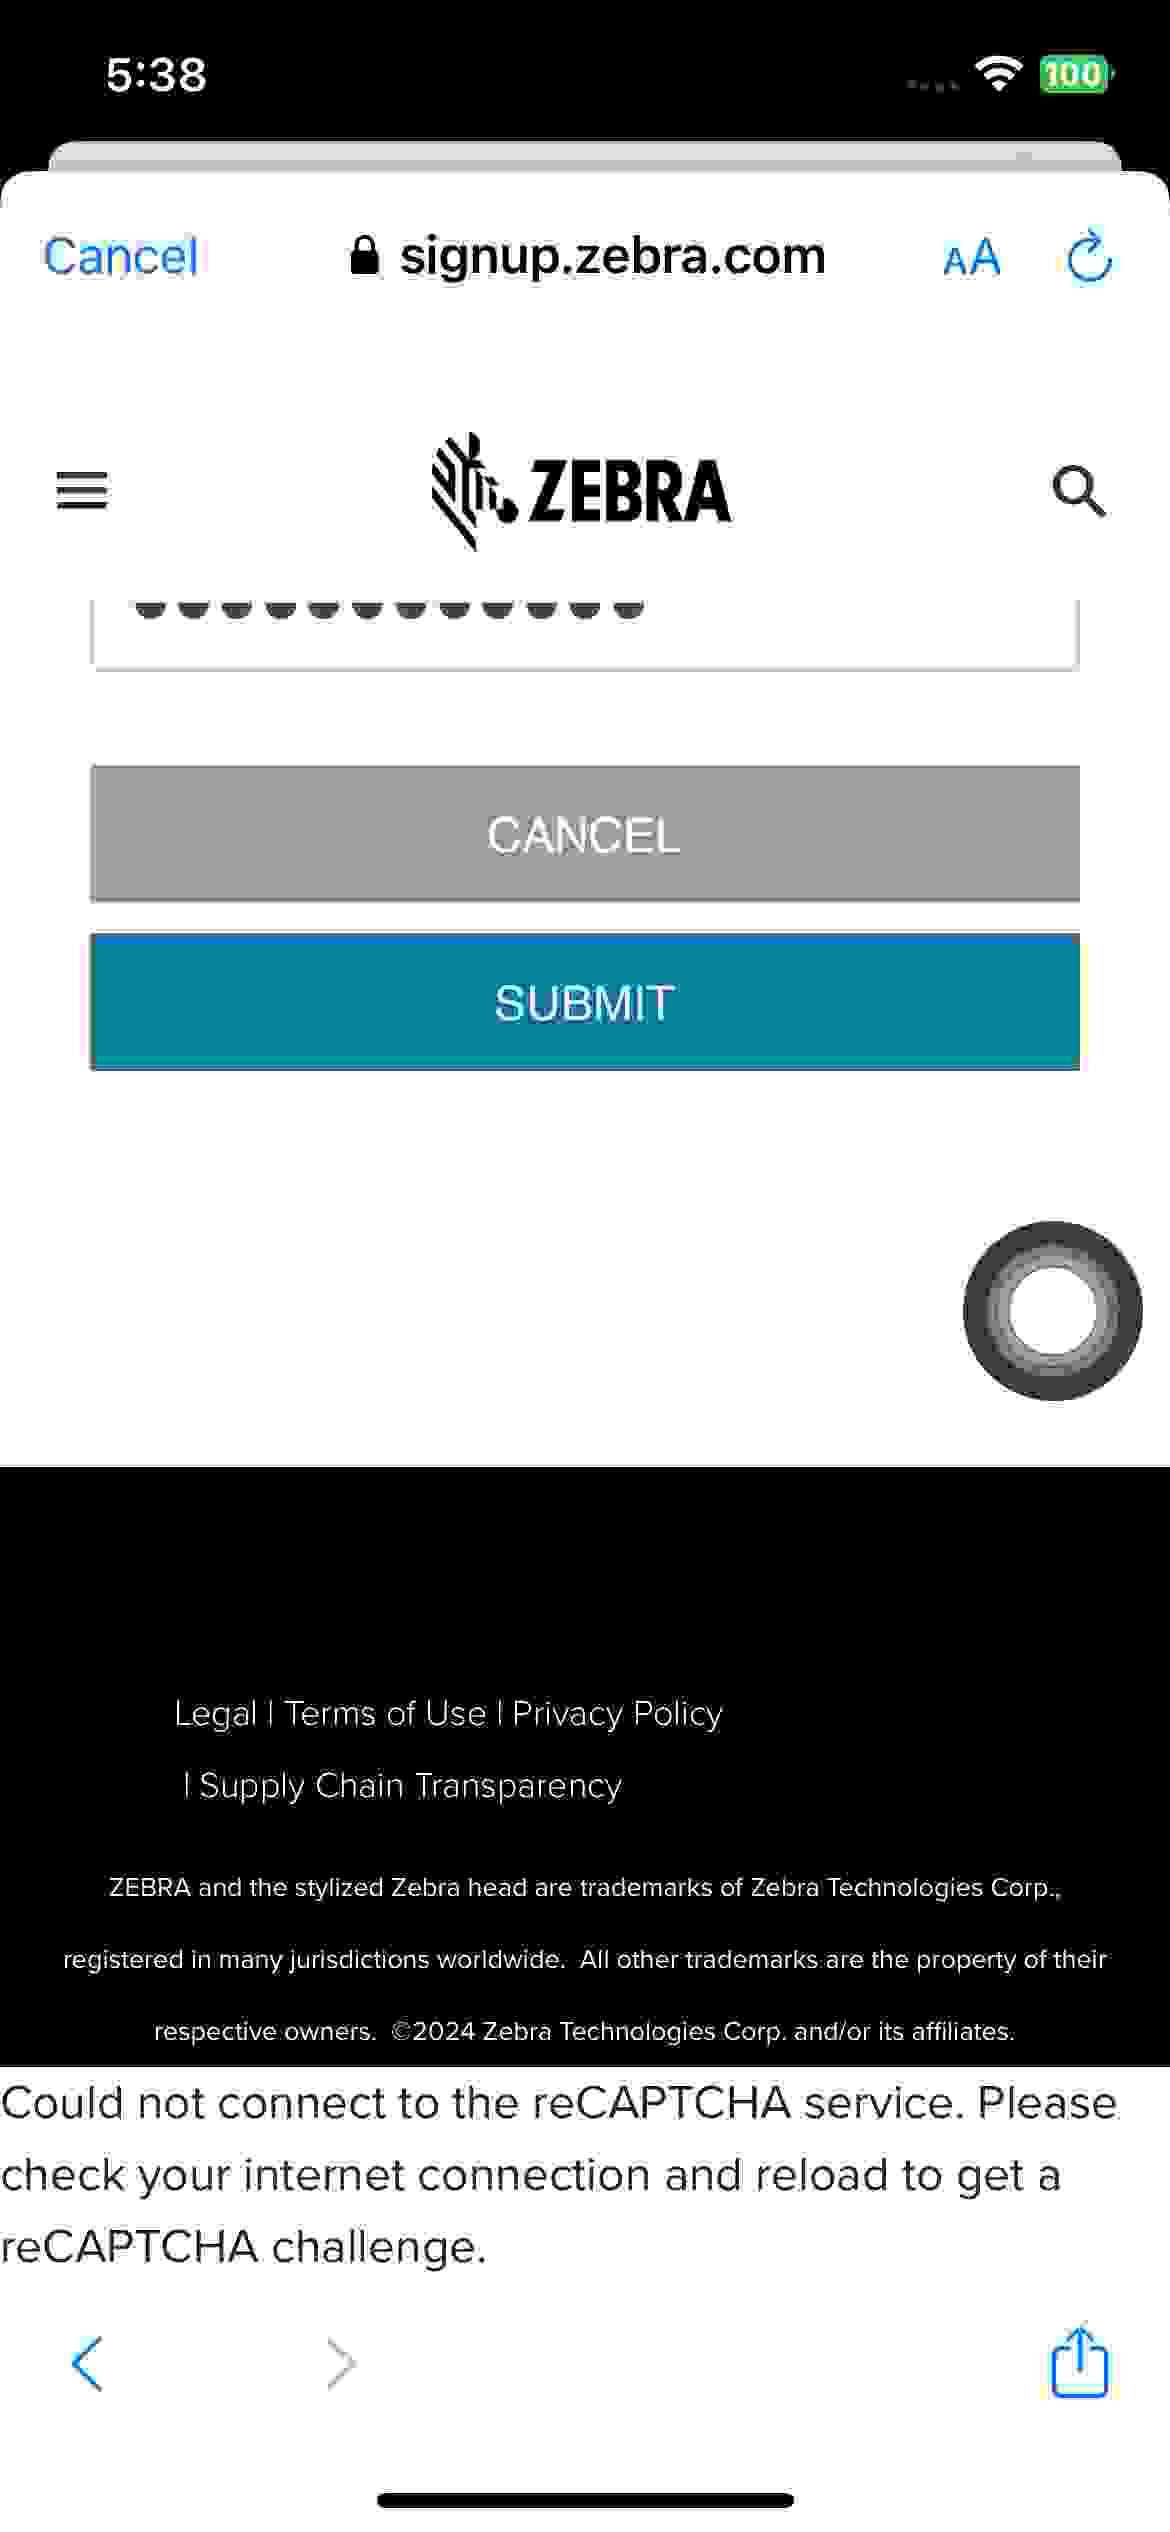 5:38
100
Cancel
signup.zebra.com
AA
ZEBRA
CANCEL
SUBMIT
Legal | Terms of Use | Privacy Policy
| Supply Chain Transparency
ZEBRA and the stylized Zebra head are trademarks of Zebra Technologies Corp.,
registered in many jurisdictions worldwide.  All other trademarks are the property of their
respective owners.  ©2024 Zebra Technologies Corp. and/or its affiliates.
Could not connect to the reCAPTCHA service. Please
check your internet connection and reload to get a
reCAPTCHA challenge.